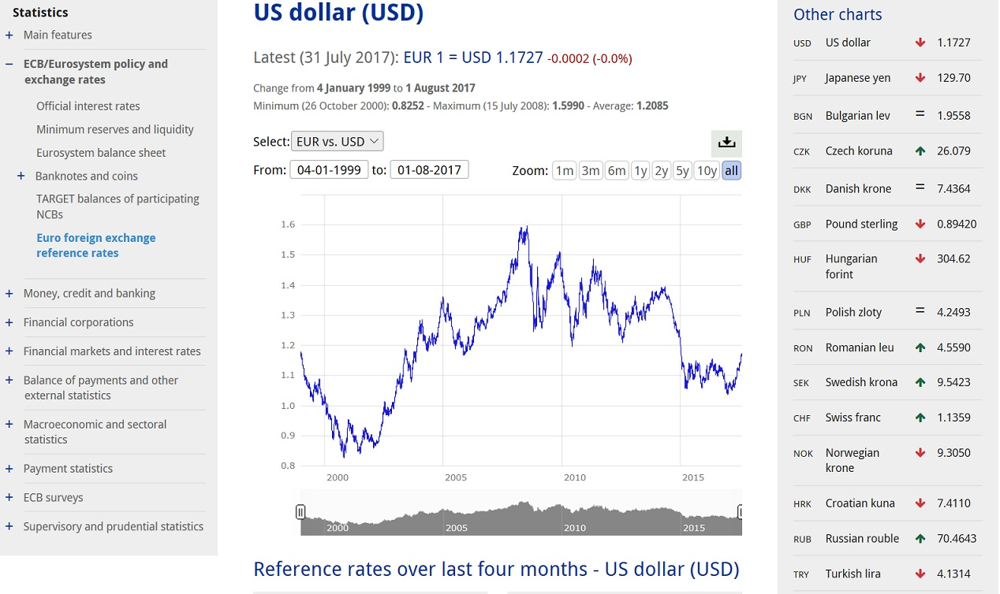 Statistics
+ Main features
− ECB/Eurosystem policy and
exchange rates
Official interest rates
Minimum reserves and liquidity
Eurosystem balance sheet
+ Banknotes and coins
TARGET balances of participating
NCBs
Euro foreign exchange
reference rates
+ Money, credit and banking
+ Financial corporations
+ Financial markets and interest rates
+ Balance of payments and other
external statistics
+ Macroeconomic and sectoral
statistics
+ Payment statistics
+ ECB surveys
+ Supervisory and prudential statistics
US dollar (USD)
Latest (31 July 2017): EUR 1 = USD 1.1727 -0.0002 (-0.0%)
Change from 4 January 1999 to 1 August 2017
Minimum (26 October 2000): 0.8252 - Maximum (15 July 2008): 1.5990 - Average: 1.2085
Select: EUR vs. USD
From: 04-01-1999 to: 01-08-2017 Zoom: 1m 3m 6m 1y 2y 5y 10y all
1.6
1.5
1.4
1.3
1.2
1.1
1.0
0.9
0.8
2000 2005 2010 2015
2000 2005 2010 2015
Reference rates over last four months - US dollar (USD)
Other charts
USD US dollar 1.1727
JPY Japanese yen 129.70
BGN Bulgarian lev = 1.9558
CZK Czech koruna 26.079
DKK Danish krone = 7.4364
GBP Pound sterling 0.89420
HUF Hungarian 304.62
forint
PLN Polish zloty = 4.2493
RON Romanian leu 4.5590
SEK Swedish krona 9.5423
CHF Swiss franc 1.1359
NOK Norwegian 9.3050
krone
HRK Croatian kuna 7.4110
RUB Russian rouble 70.4643
TRY Turkish lira 4.1314